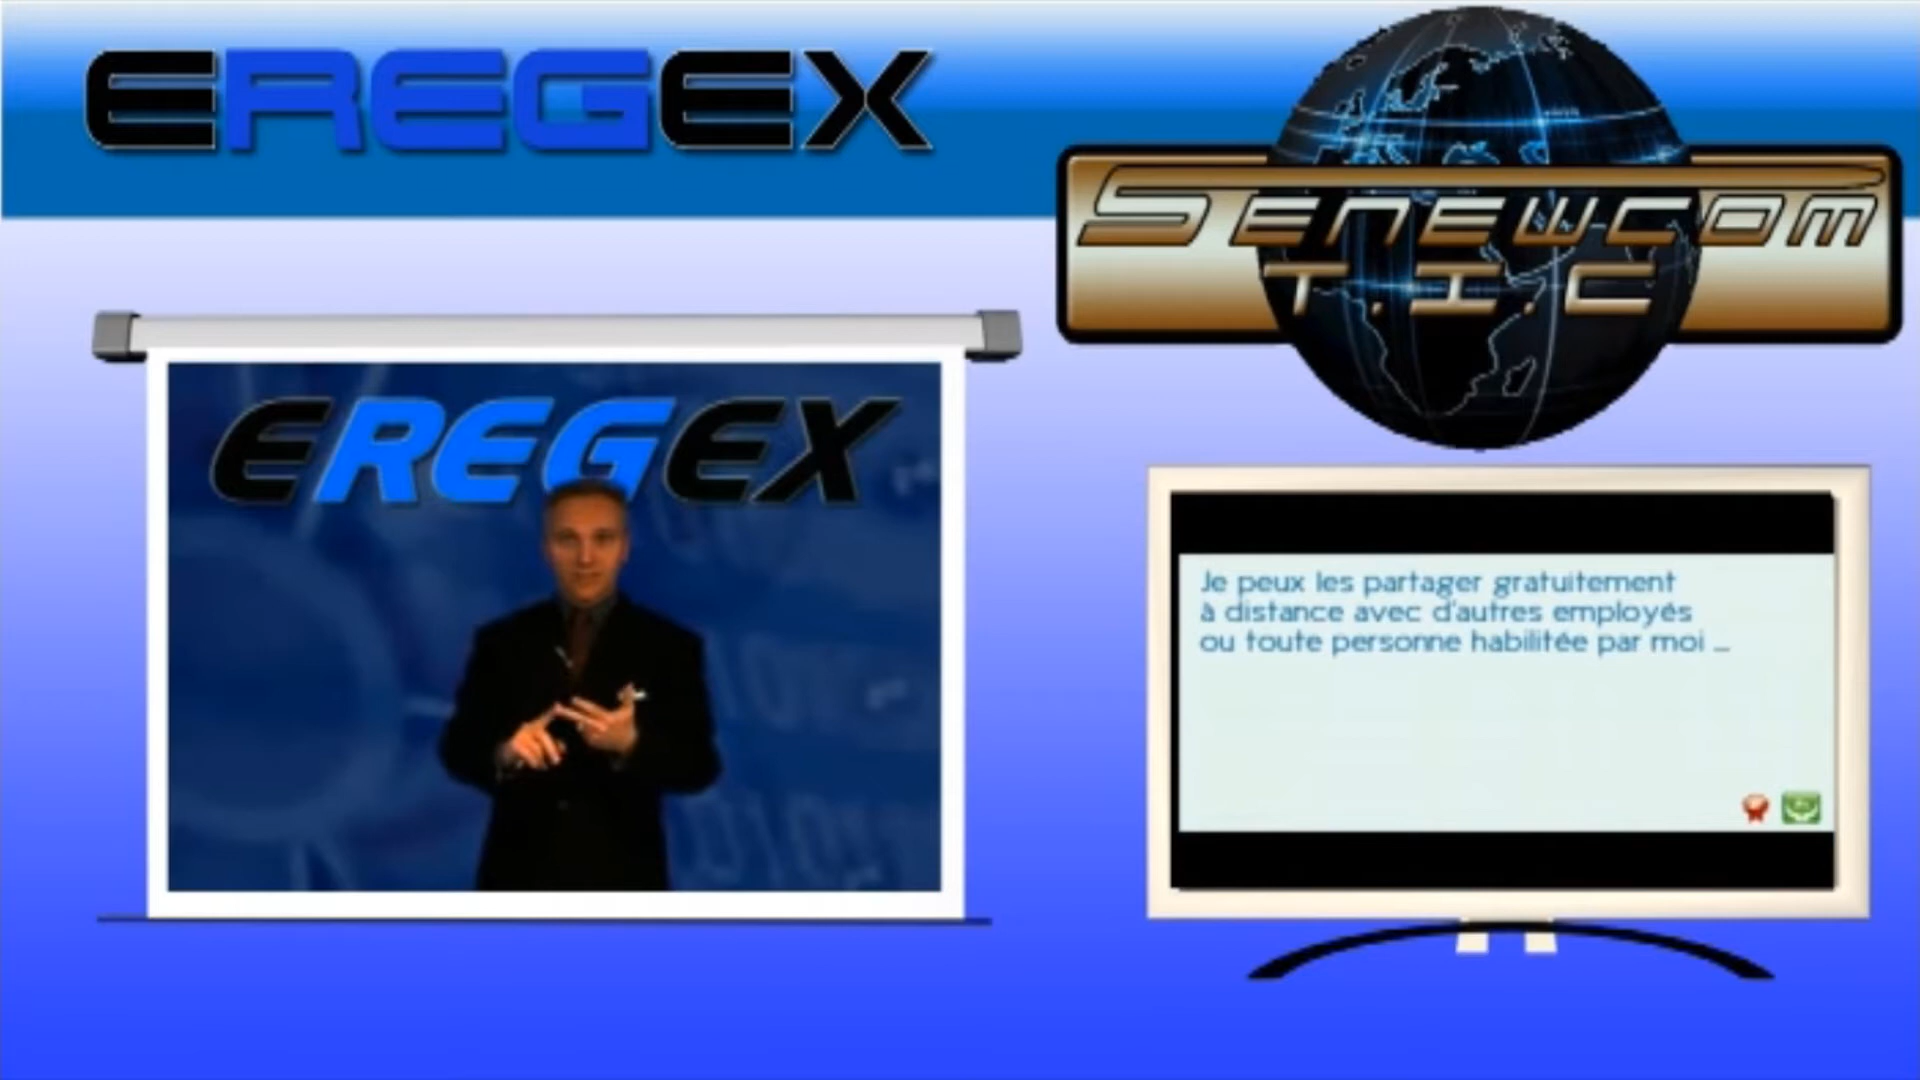 EREGEX
SENEWCOM
T.I.C
EREGEX
Je peux les partager gratuitement
à distance avec d'autres employés
ou toute personne habilitée par moi ...